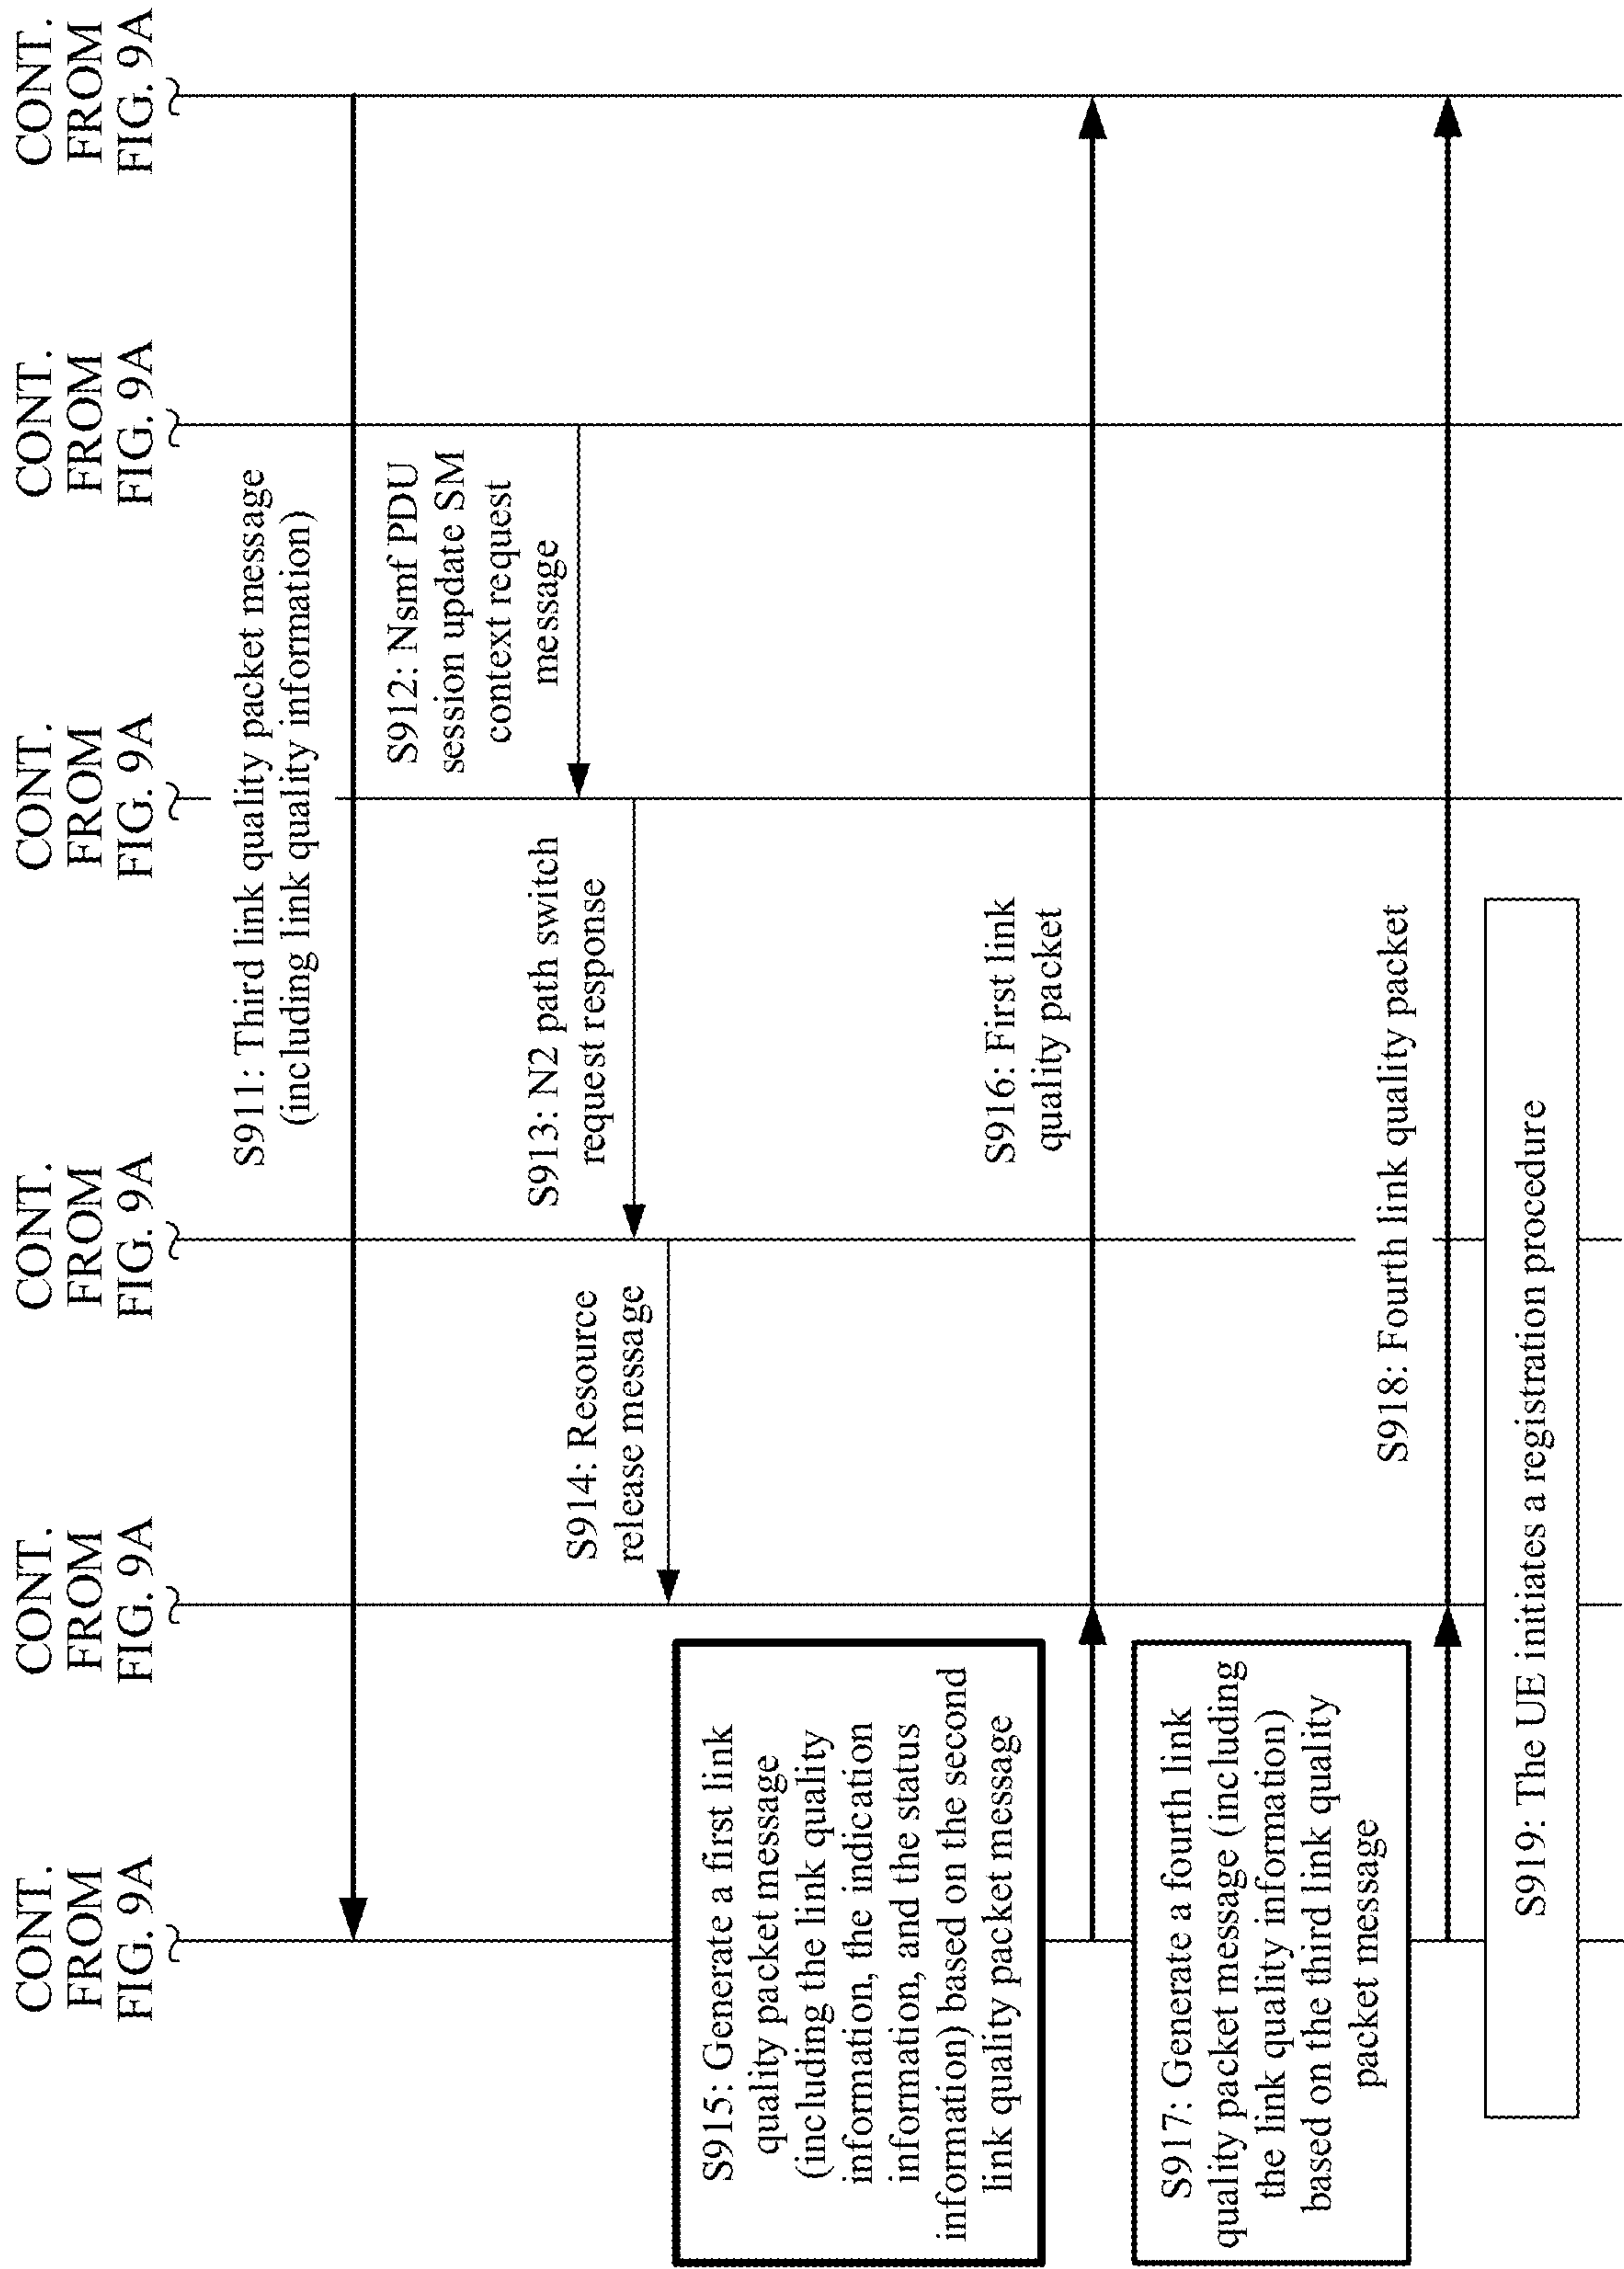 CONT.
FROM
FIG. 9A
CONT.
FROM
FIG. 9A
CONT.
FROM
FIG. 9A
CONT.
FROM
FIG. 9A
CONT.
FROM
FIG. 9A
CONT.
FROM
FIG. 9A
S911: Third link quality packet message
(including link quality information)
S912: Nsmf PDU
session update SM
context request
message
S913: N2 path switch
request response
S914: Resource
release message
S915: Generate a first link
quality packet message
(including the link quality
information, the indication
information, and the status
information) based on the second
link quality packet message
S916: First link
quality packet
S917: Generate a fourth link
quality packet message (including
the link quality information)
based on the third link quality
packet message
S918: Fourth link quality packet
S919: The UE initiates a registration procedure